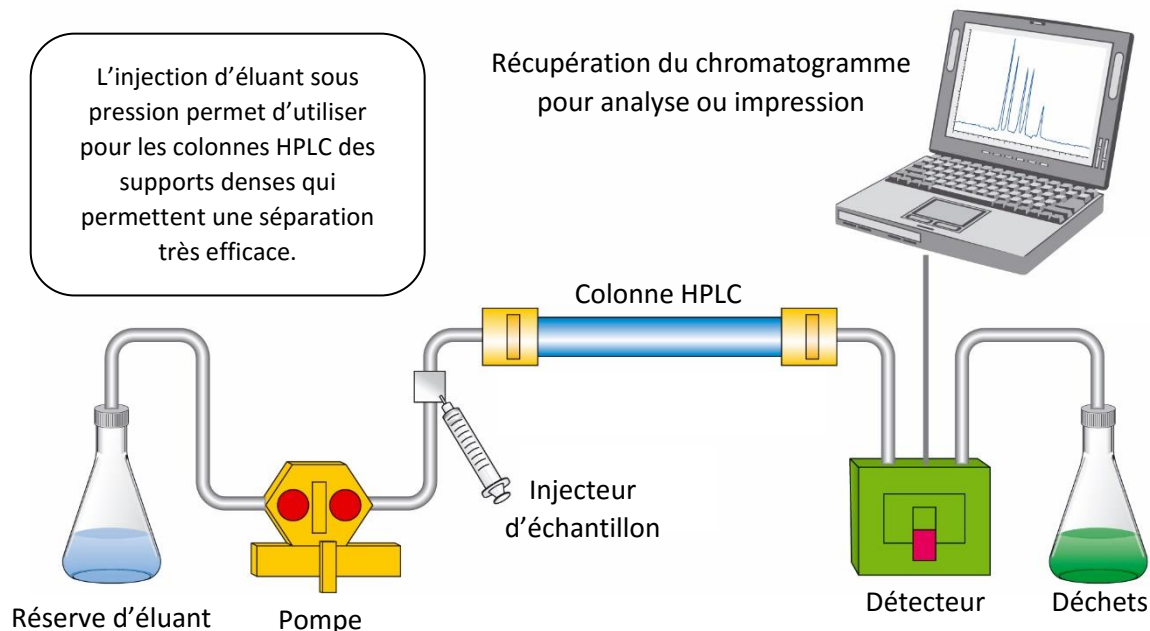 L’injection d’éluant sous
pression permet d’utiliser
pour les colonnes HPLC des
supports denses qui
permettent une séparation
très efficace.
Récupération du chromatogramme
pour analyse ou impression
Colonne HPLC
Injecteur
d’échantillon
Réserve d’éluant
Pompe
Détecteur
Déchets